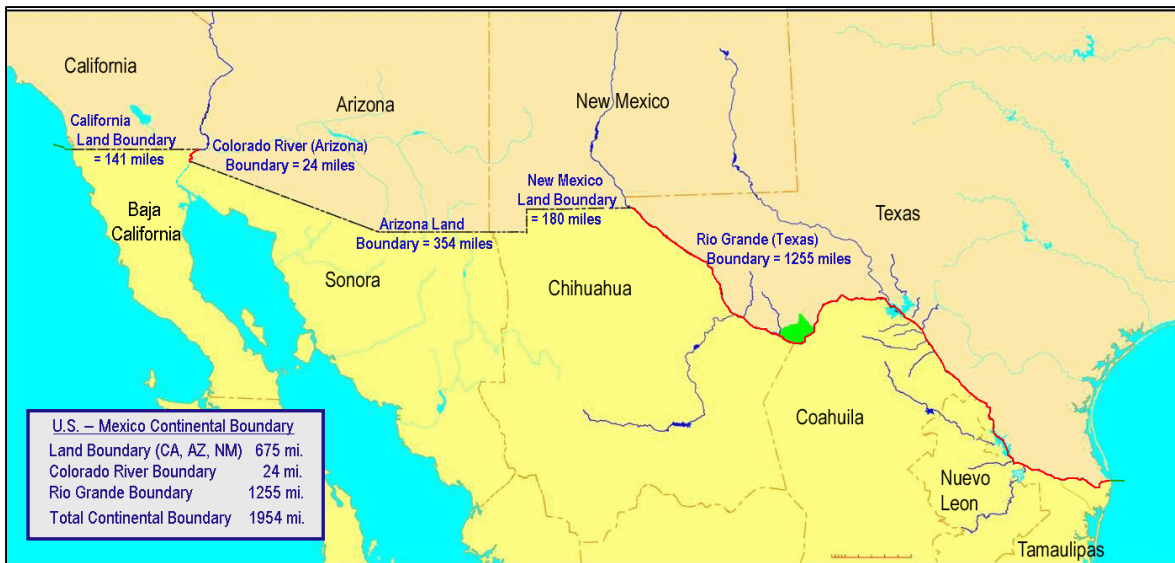 California
Arizona
New Mexico
California
Land Boundary
= 141 miles
Colorado River (Arizona)
Boundary = 24 miles
New Mexico
Land Boundary
= 180 miles
Baja
California
Arizona Land
Boundary = 354 miles
Texas
Rio Grande (Texas)
Boundary = 1255 miles
Sonora
Chihuahua
Coahuila
Nuevo
Leon
Tamaulipas
U.S. – Mexico Continental Boundary
Land Boundary (CA, AZ, NM) 675 mi.
Colorado River Boundary 24 mi.
Rio Grande Boundary 1255 mi.
Total Continental Boundary 1954 mi.